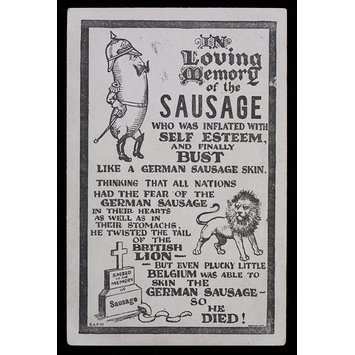 IN
Loving
Memory
of the
SAUSAGE
WHO WAS INFLATED WITH
SELF ESTEEM,
AND FINALLY
BUST
LIKE A GERMAN SAUSAGE SKIN.
THINKING THAT ALL NATIONS
HAD THE FEAR OF THE
GERMAN SAUSAGE
IN THEIR HEARTS
AS WELL AS IN
THEIR STOMACHS,
HE TWISTED THE TAIL
OF THE
BRITISH
LION—
—BUT EVEN PLUCKY LITTLE
BELGIUM WAS ABLE TO
SKIN THE
GERMAN SAUSAGE—
SO
HE
DIED!
SACRED
TO THE
MEMORY
OF
Sausage